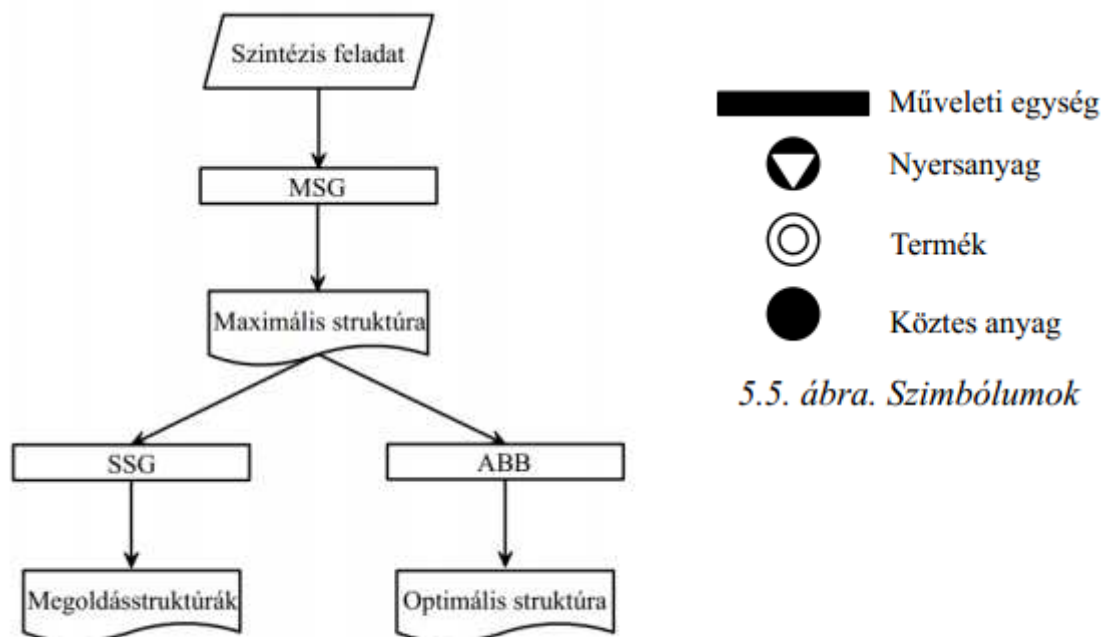 Szintézis feladat
MSG
Maximális struktúra
SSG
ABB
Megoldásstruktúrák
Optimális struktúra
Műveleti egység
Nyersanyag
Termék
Köztes anyag
5.5. ábra. Szimbólumok